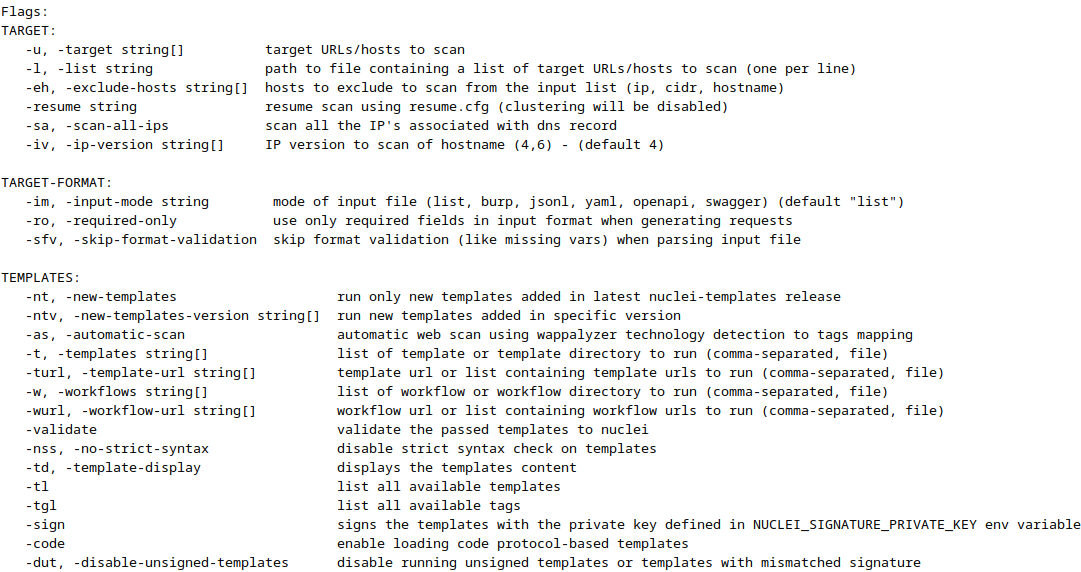 Flags:
TARGET:
   -u, -target string[]          target URLs/hosts to scan
   -l, -list string              path to file containing a list of target URLs/hosts to scan (one per line)
   -eh, -exclude-hosts string[]  hosts to exclude to scan from the input list (ip, cidr, hostname)
   -resume string                resume scan using resume.cfg (clustering will be disabled)
   -sa, -scan-all-ips            scan all the IP's associated with dns record
   -iv, -ip-version string[]     IP version to scan of hostname (4,6) - (default 4)

TARGET-FORMAT:
   -im, -input-mode string        mode of input file (list, burp, jsonl, yaml, openapi, swagger) (default "list")
   -ro, -required-only            use only required fields in input format when generating requests
   -sfv, -skip-format-validation  skip format validation (like missing vars) when parsing input file

TEMPLATES:
   -nt, -new-templates                    run only new templates added in latest nuclei-templates release
   -ntv, -new-templates-version string[]  run new templates added in specific version
   -as, -automatic-scan                   automatic web scan using wappalyzer technology detection to tags mapping
   -t, -templates string[]                list of template or template directory to run (comma-separated, file)
   -turl, -template-url string[]          template url or list containing template urls to run (comma-separated, file)
   -w, -workflows string[]                list of workflow or workflow directory to run (comma-separated, file)
   -wurl, -workflow-url string[]          workflow url or list containing workflow urls to run (comma-separated, file)
   -validate                              validate the passed templates to nuclei
   -nss, -no-strict-syntax                disable strict syntax check on templates
   -td, -template-display                 displays the templates content
   -tl                                    list all available templates
   -tgl                                   list all available tags
   -sign                                  signs the templates with the private key defined in NUCLEI_SIGNATURE_PRIVATE_KEY env variable
   -code                                  enable loading code protocol-based templates
   -dut, -disable-unsigned-templates      disable running unsigned templates or templates with mismatched signature